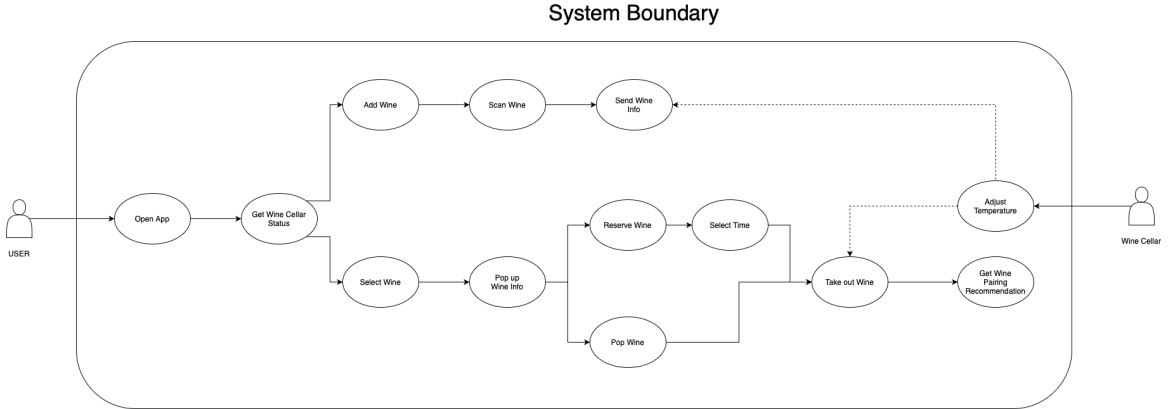 System Boundary
Add Wine
Scan Wine
Send Wine
Info
USER
Open App
Get Wine Cellar
Status
Adjust
Temperature
Wine Cellar
Reserve Wine
Select Time
Select Wine
Pop up
Wine Info
Take out Wine
Get Wine
Pairing
Recommendation
Pop Wine